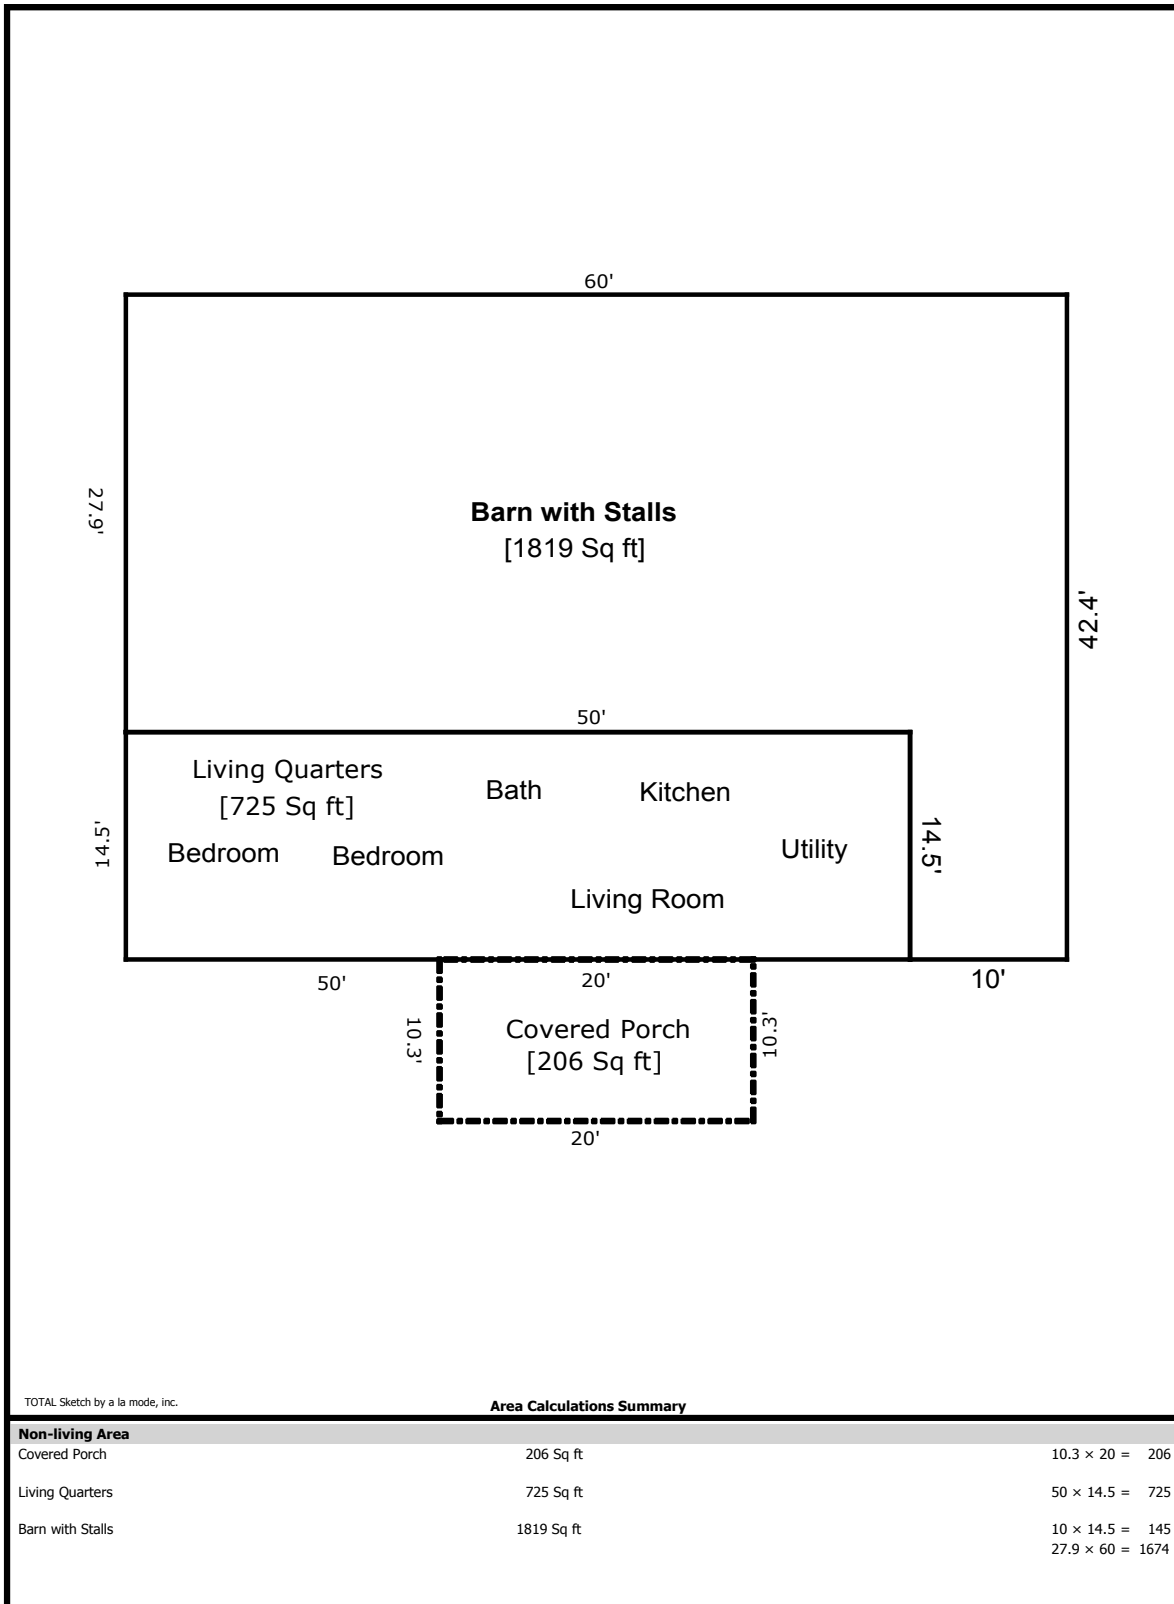 60'
27.9'
Barn with Stalls
[1819 Sq ft]
42.4'
50'
Living Quarters
[725 Sq ft]
Bath
Kitchen
14.5'
Bedroom
Bedroom
Utility
14.5'
Living Room
50'
20'
10'
10.3'
Covered Porch
[206 Sq ft]
10.3'
20'
TOTAL Sketch by a la mode, inc.
Area Calculations Summary
Non-living Area
Covered Porch 206 Sq ft 10.3 × 20 = 206
Living Quarters 725 Sq ft 50 × 14.5 = 725
Barn with Stalls 1819 Sq ft 10 × 14.5 = 145
27.9 × 60 = 1674